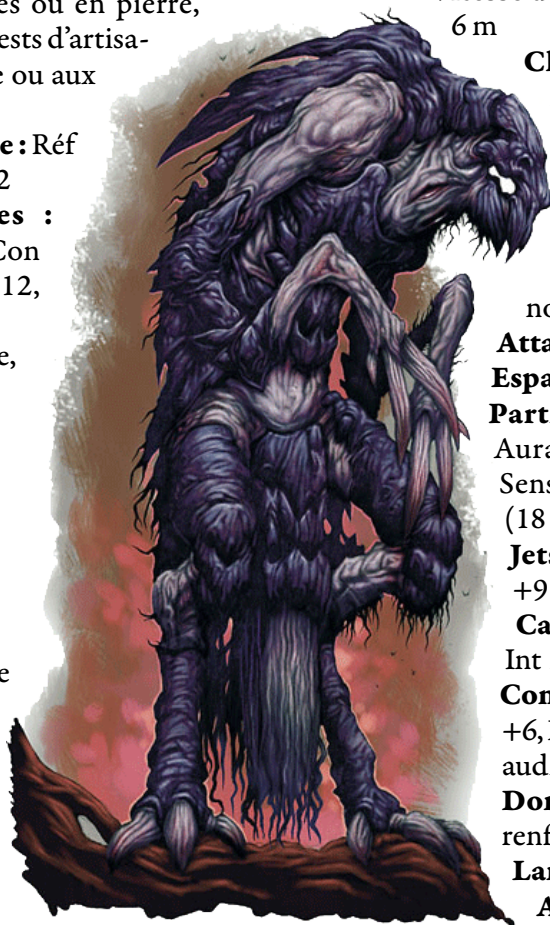 es ou en pierre,
ests d’artisa-
e ou aux
e : Réf
2
es :
Con
12,
e,
e
6 m
Cl
no
Atta
Espa
Part
Aura
Sens
(18
Jets
+9
Ca
Int
Con
+6,
aud
Don
renf
Lan
A